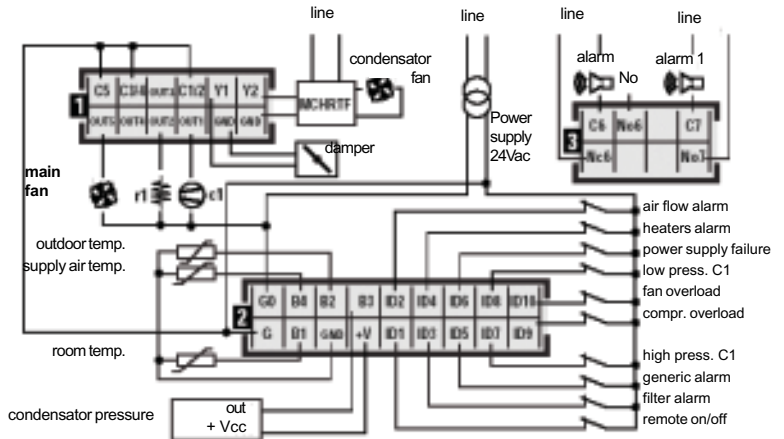 line
line
line
line
alarm
No
alarm 1
condensator
fan
C5 C3/4 OUT3 C1/2 Y1 Y2
OUT5 OUT4 OUT2 OUT1 GND GND
1
MCHRTF
Power
supply
24Vac
C6 No6 C7
3
Nc6 No7
damper
main
fan
r1
c1
air flow alarm
heaters alarm
power supply failure
low press. C1
fan overload
compr. overload
outdoor temp.
supply air temp.
G0 B4 B2 B3 ID2 ID4 ID6 ID8 ID10
2
G B1 GND +V ID1 ID3 ID5 ID7 ID9
room temp.
high press. C1
generic alarm
filter alarm
remote on/off
condensator pressure
out
+ Vcc